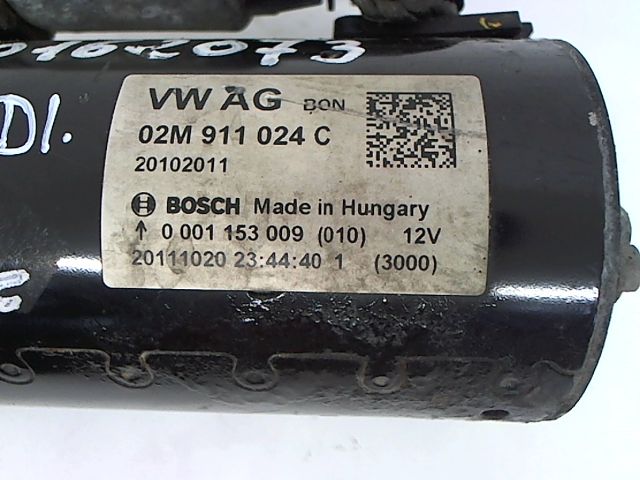 0162073
DI.
VW AG BON
02M 911 024 C
20102011
BOSCH Made in Hungary
↑ 0 001 153 009 (010) 12V
20111020 23:44:40 1 (3000)